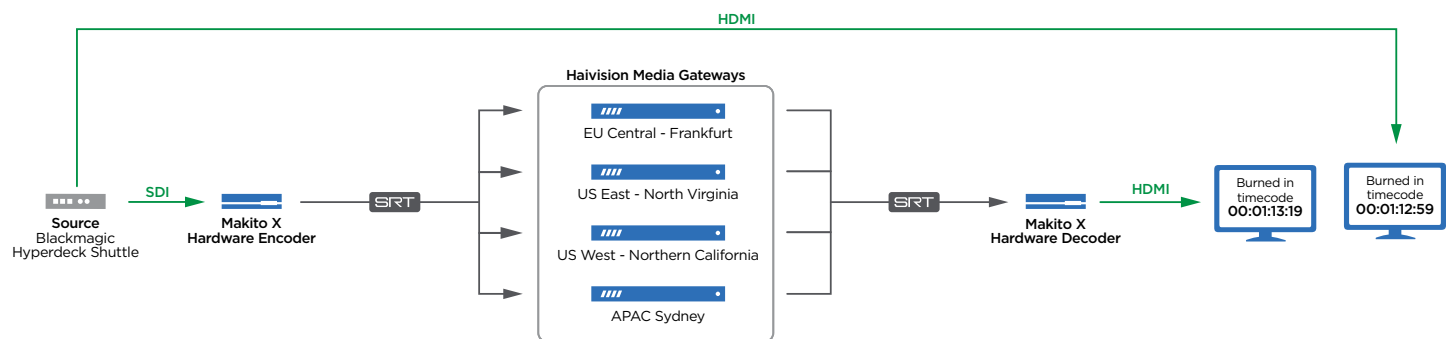 HDMI
Haivision Media Gateways
EU Central - Frankfurt
US East - North Virginia
US West - Northern California
APAC Sydney
SDI
Source
Blackmagic
Hyperdeck Shuttle
Makito X
Hardware Encoder
SRT
SRT
Makito X
Hardware Decoder
HDMI
Burned in
timecode
00:01:13:19
Burned in
timecode
00:01:12:59